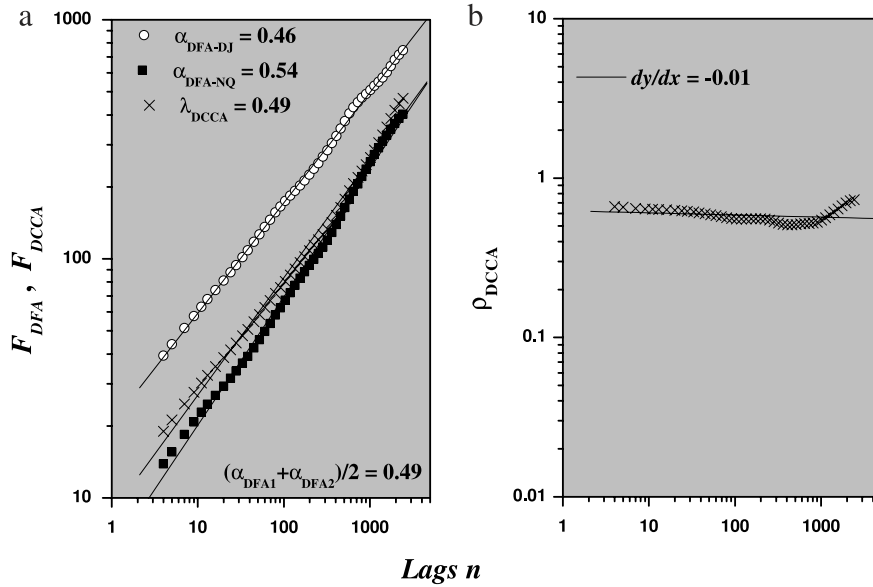 a
α_DFA-DJ = 0.46
α_DFA-NQ = 0.54
λ_DCCA = 0.49
(α_DFA1+α_DFA2)/2 = 0.49
1000
100
10
1 10 100 1000
F_DFA , F_DCCA
b
dy/dx = -0.01
10
1
0.1
0.01
1 10 100 1000
ρ_DCCA
Lags n